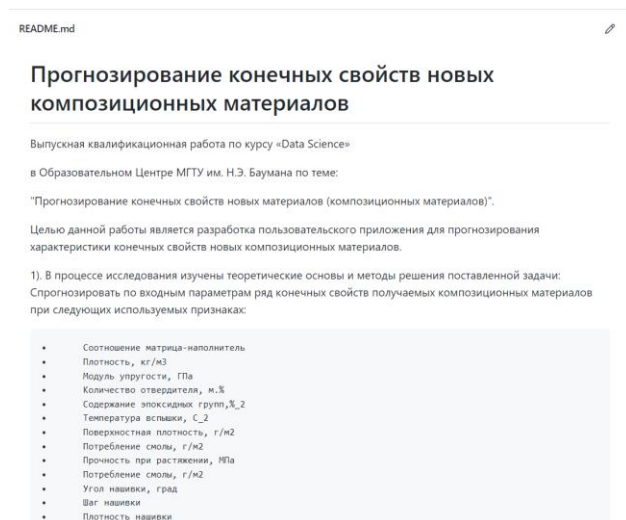 README.md
Прогнозирование конечных свойств новых
композиционных материалов
Выпускная квалификационная работа по курсу «Data Science»
в Образовательном Центре МГТУ им. Н.Э. Баумана по теме:
"Прогнозирование конечных свойств новых материалов (композиционных материалов)".
Целью данной работы является разработка пользовательского приложения для прогнозирования
характеристики конечных свойств новых композиционных материалов.
1). В процессе исследования изучены теоретические основы и методы решения поставленной задачи:
Спрогнозировать по входным параметрам ряд конечных свойств получаемых композиционных материалов
при следующих используемых признаках:
• Соотношение матрица-наполнитель
• Плотность, кг/м3
• Модуль упругости, ГПа
• Количество отвердителя, м.%
• Содержание эпоксидных групп,%_2
• Температура вспышки, С_2
• Поверхностная плотность, г/м2
• Потребление смолы, г/м2
• Прочность при растяжении, МПа
• Потребление смолы, г/м2
• Угол нашивки, град
• Шаг нашивки
• Плотность нашивки